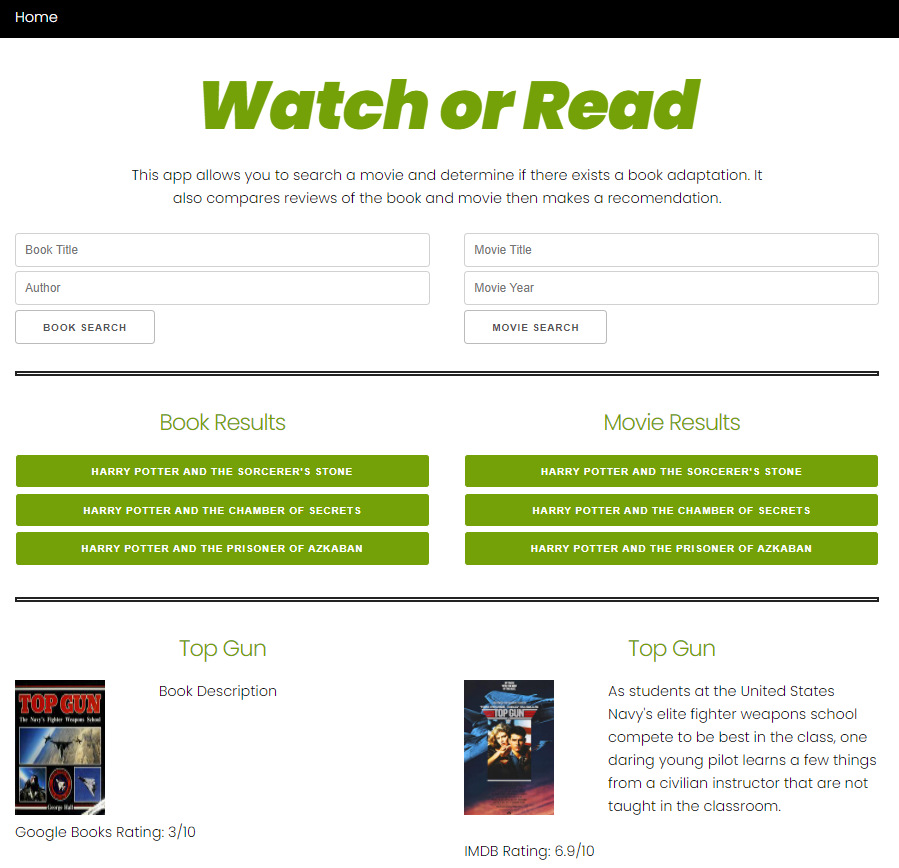 Home
Watch or Read
This app allows you to search a movie and determine if there exists a book adaptation. It
also compares reviews of the book and movie then makes a recomendation.
Book Title
Author
BOOK SEARCH
Movie Title
Movie Year
MOVIE SEARCH
Book Results
HARRY POTTER AND THE SORCERER'S STONE
HARRY POTTER AND THE CHAMBER OF SECRETS
HARRY POTTER AND THE PRISONER OF AZKABAN
Movie Results
HARRY POTTER AND THE SORCERER'S STONE
HARRY POTTER AND THE CHAMBER OF SECRETS
HARRY POTTER AND THE PRISONER OF AZKABAN
Top Gun
TOP GUN
The Navy's Fighter Weapons School
George Hall
Book Description
Google Books Rating: 3/10
Top Gun
TOP GUN
As students at the United States
Navy's elite fighter weapons school
compete to be best in the class, one
daring young pilot learns a few things
from a civilian instructor that are not
taught in the classroom.
IMDB Rating: 6.9/10